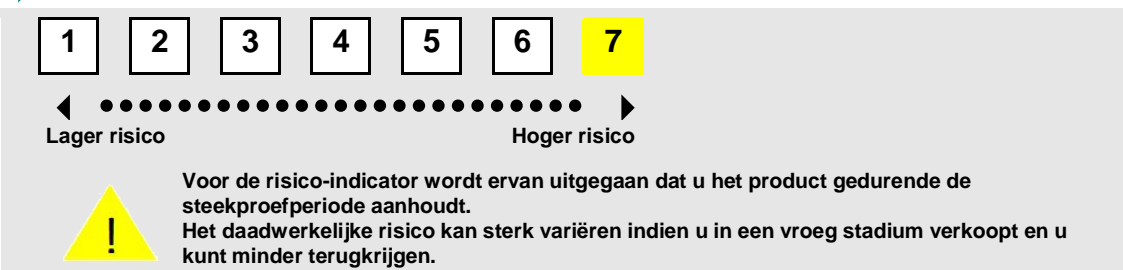 1 2 3 4 5 6 7
Lager risico Hoger risico
!
Voor de risico-indicator wordt ervan uitgegaan dat u het product gedurende de
steekproefperiode aanhoudt.
Het daadwerkelijke risico kan sterk variëren indien u in een vroeg stadium verkoopt en u
kunt minder terugkrijgen.